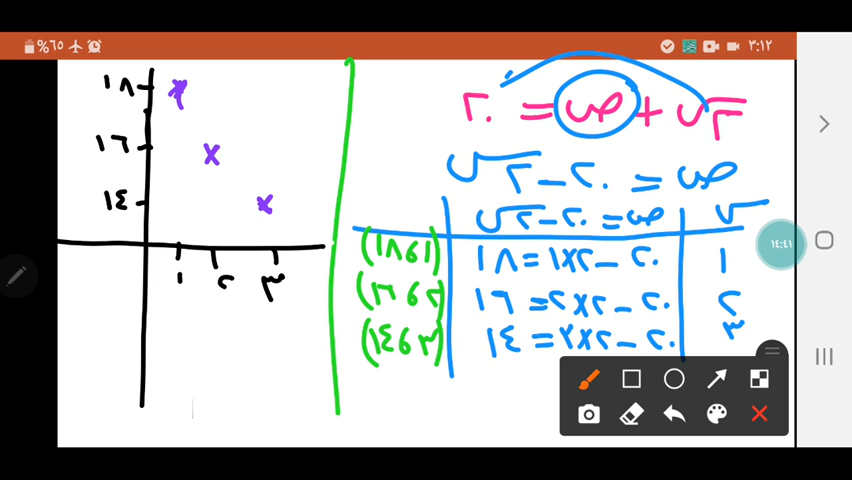 ٣:١٢
٪٦٥
٢س + ص = ٢٠
ص = ٢٠ – ٢س
س
ص = ٢٠ – ٢س
١
٢٠ – ٢×١ = ١٨
(١ ، ١٨)
٢
٢٠ – ٢×٢ = ١٦
(٢ ، ١٦)
٣
٢٠ – ٢×٣ = ١٤
(٣ ، ١٤)
١٨
١٦
١٤
١ ٢ ٣
١٤:٤١